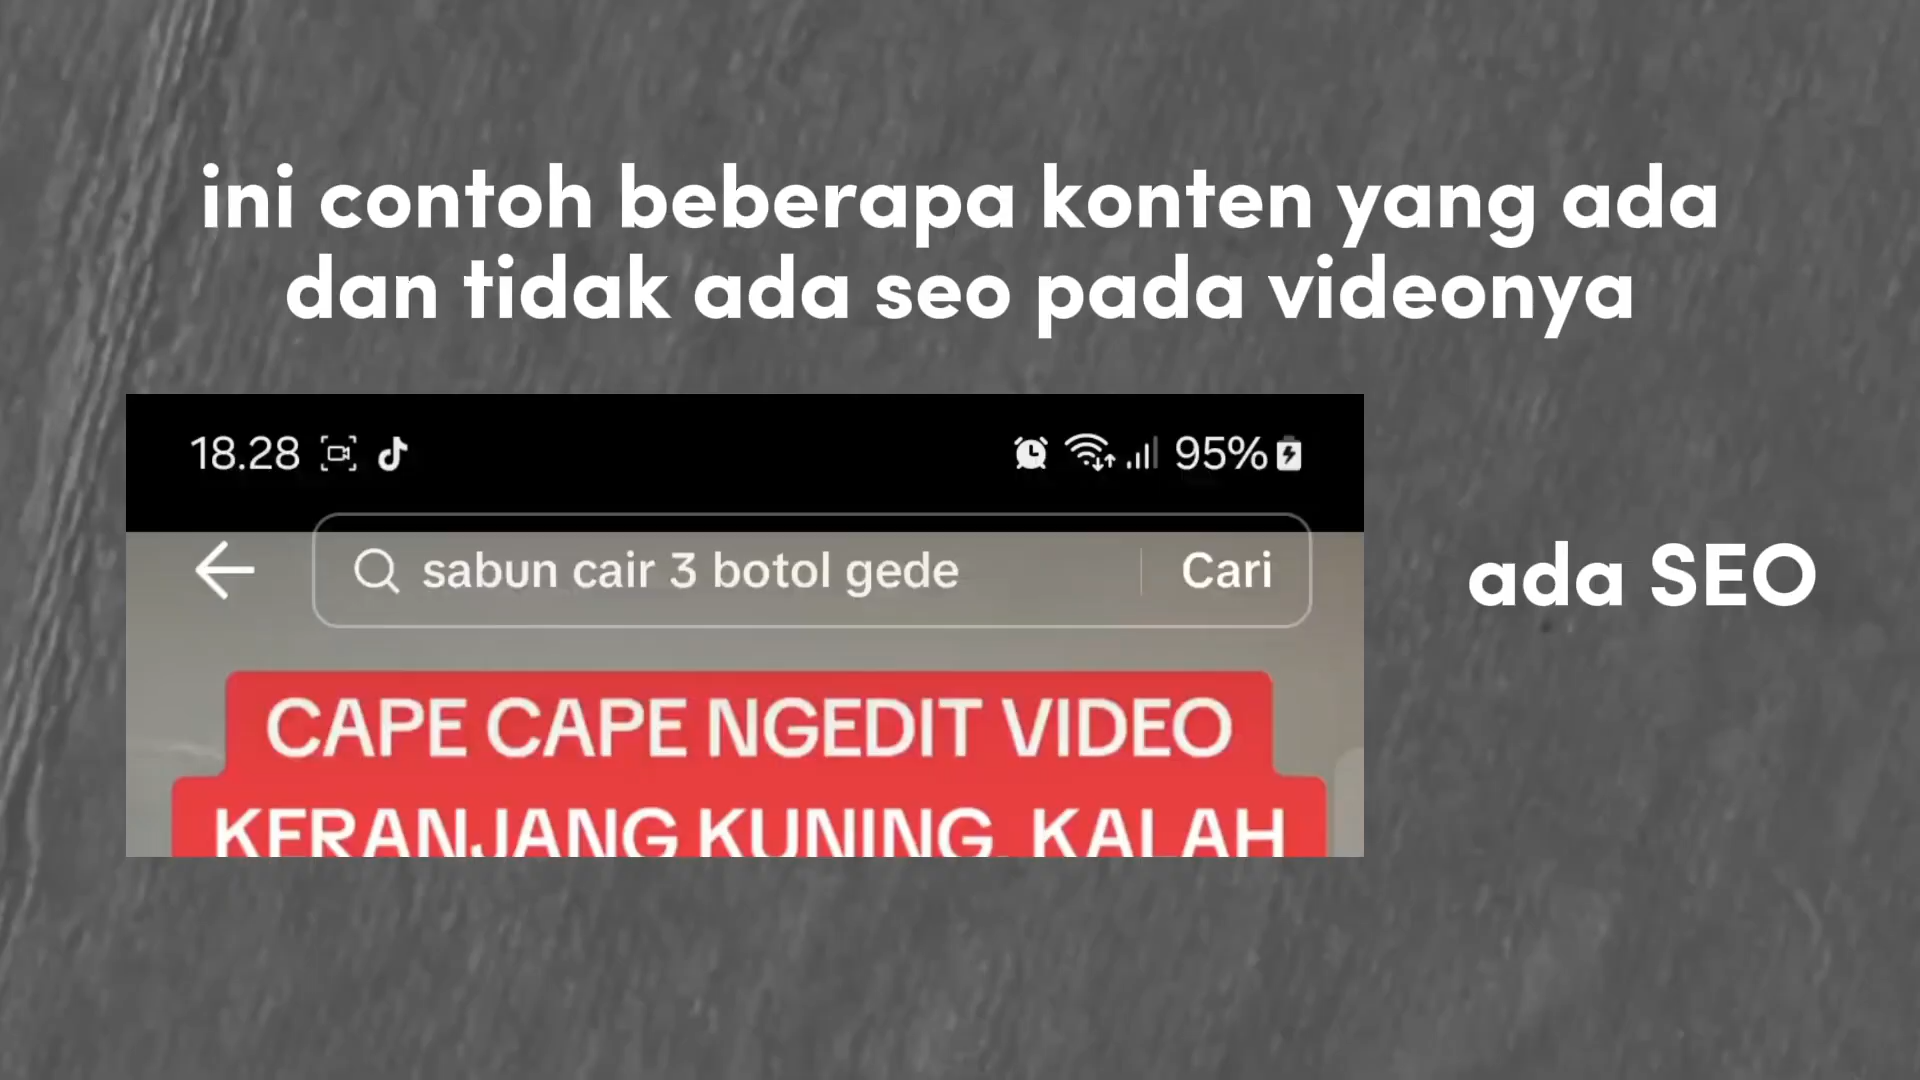 ini contoh beberapa konten yang ada
dan tidak ada seo pada videonya
18.28 95%
sabun cair 3 botol gede Cari
ada SEO
CAPE CAPE NGEDIT VIDEO
KERANJANG KUNING, KALAH